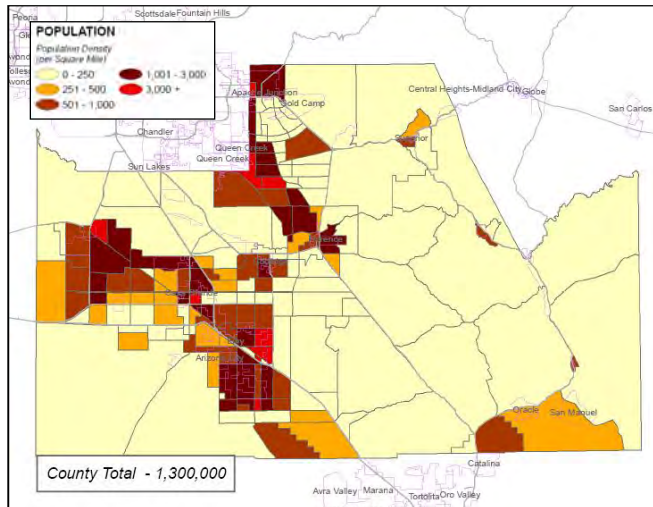 Scottsdale Fountain Hills
Peoria
POPULATION
Population Density
(per Square Mile)
0 - 250
1,001 - 3,000
251 - 500
3,000 +
501 - 1,000
Apache Junction
Gold Camp
Central Heights-Midland City
Globe
San Carlos
Superior
Chandler
Queen Creek
Queen Creek
Sun Lakes
Florence
Casa Grande
Eloy
Arizona City
Oracle
San Manuel
Catalina
County Total - 1,300,000
Avra Valley
Marana
Tortolita
Oro Valley